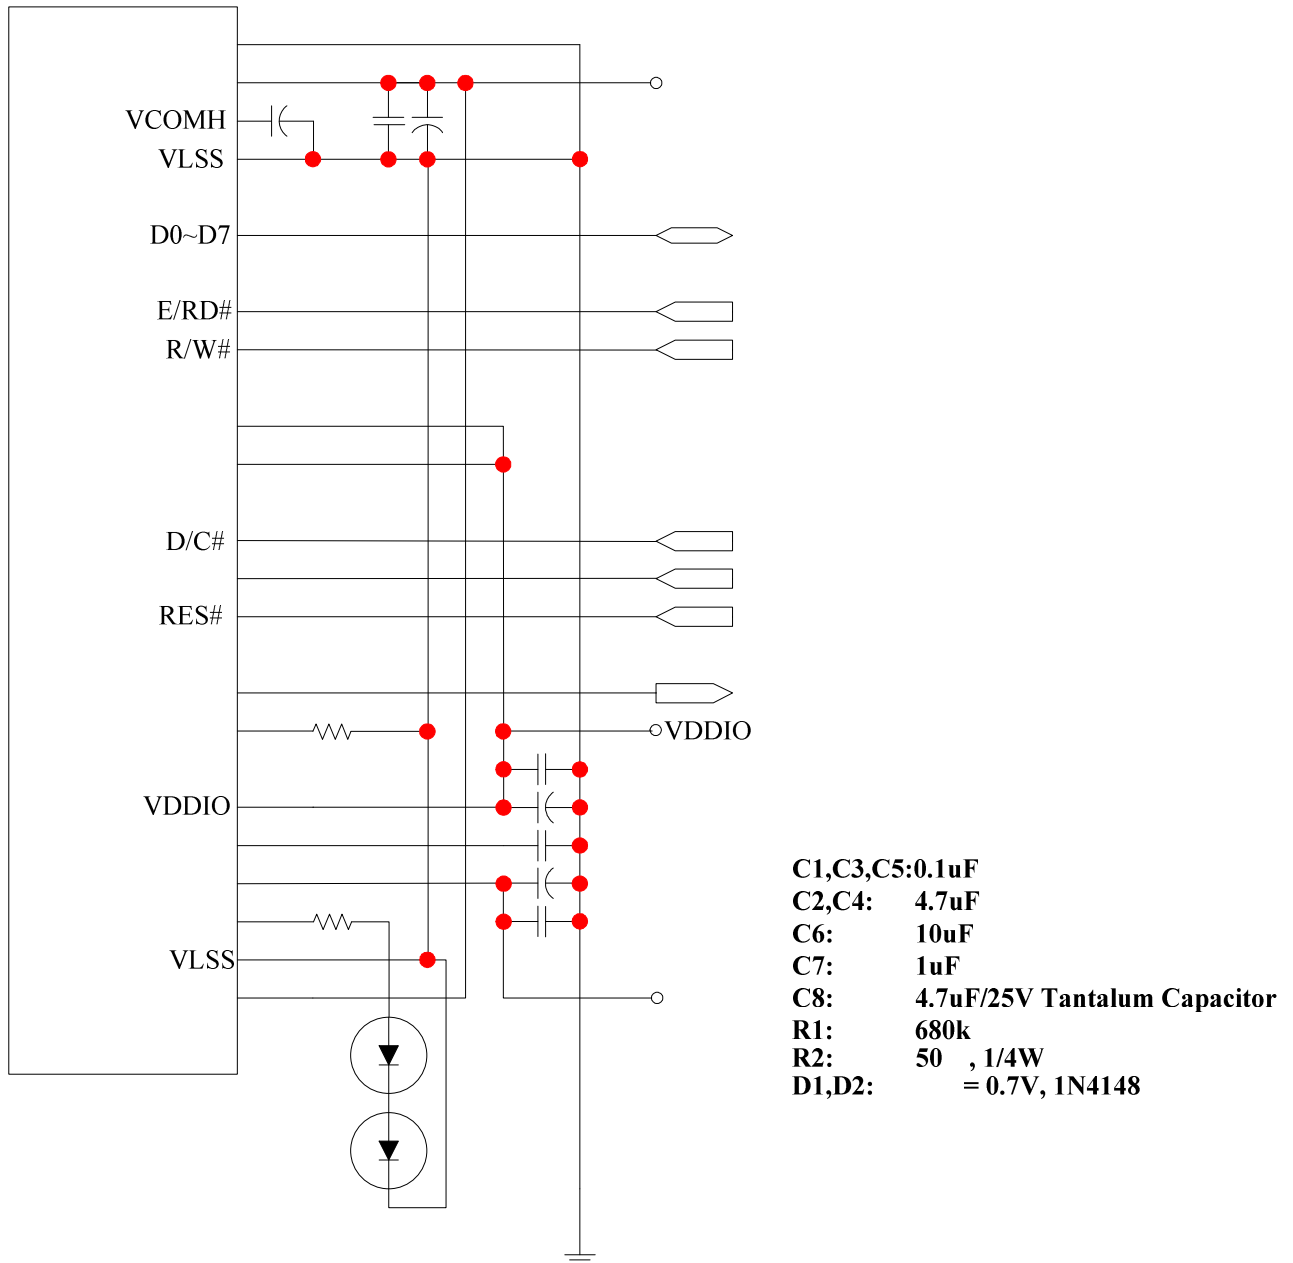 VCOMH
VLSS
D0~D7
E/RD#
R/W#
D/C#
RES#
VDDIO
VDDIO
VLSS
C1,C3,C5:0.1uF
C2,C4: 4.7uF
C6: 10uF
C7: 1uF
C8: 4.7uF/25V Tantalum Capacitor
R1: 680k
R2: 50 , 1/4W
D1,D2: = 0.7V, 1N4148